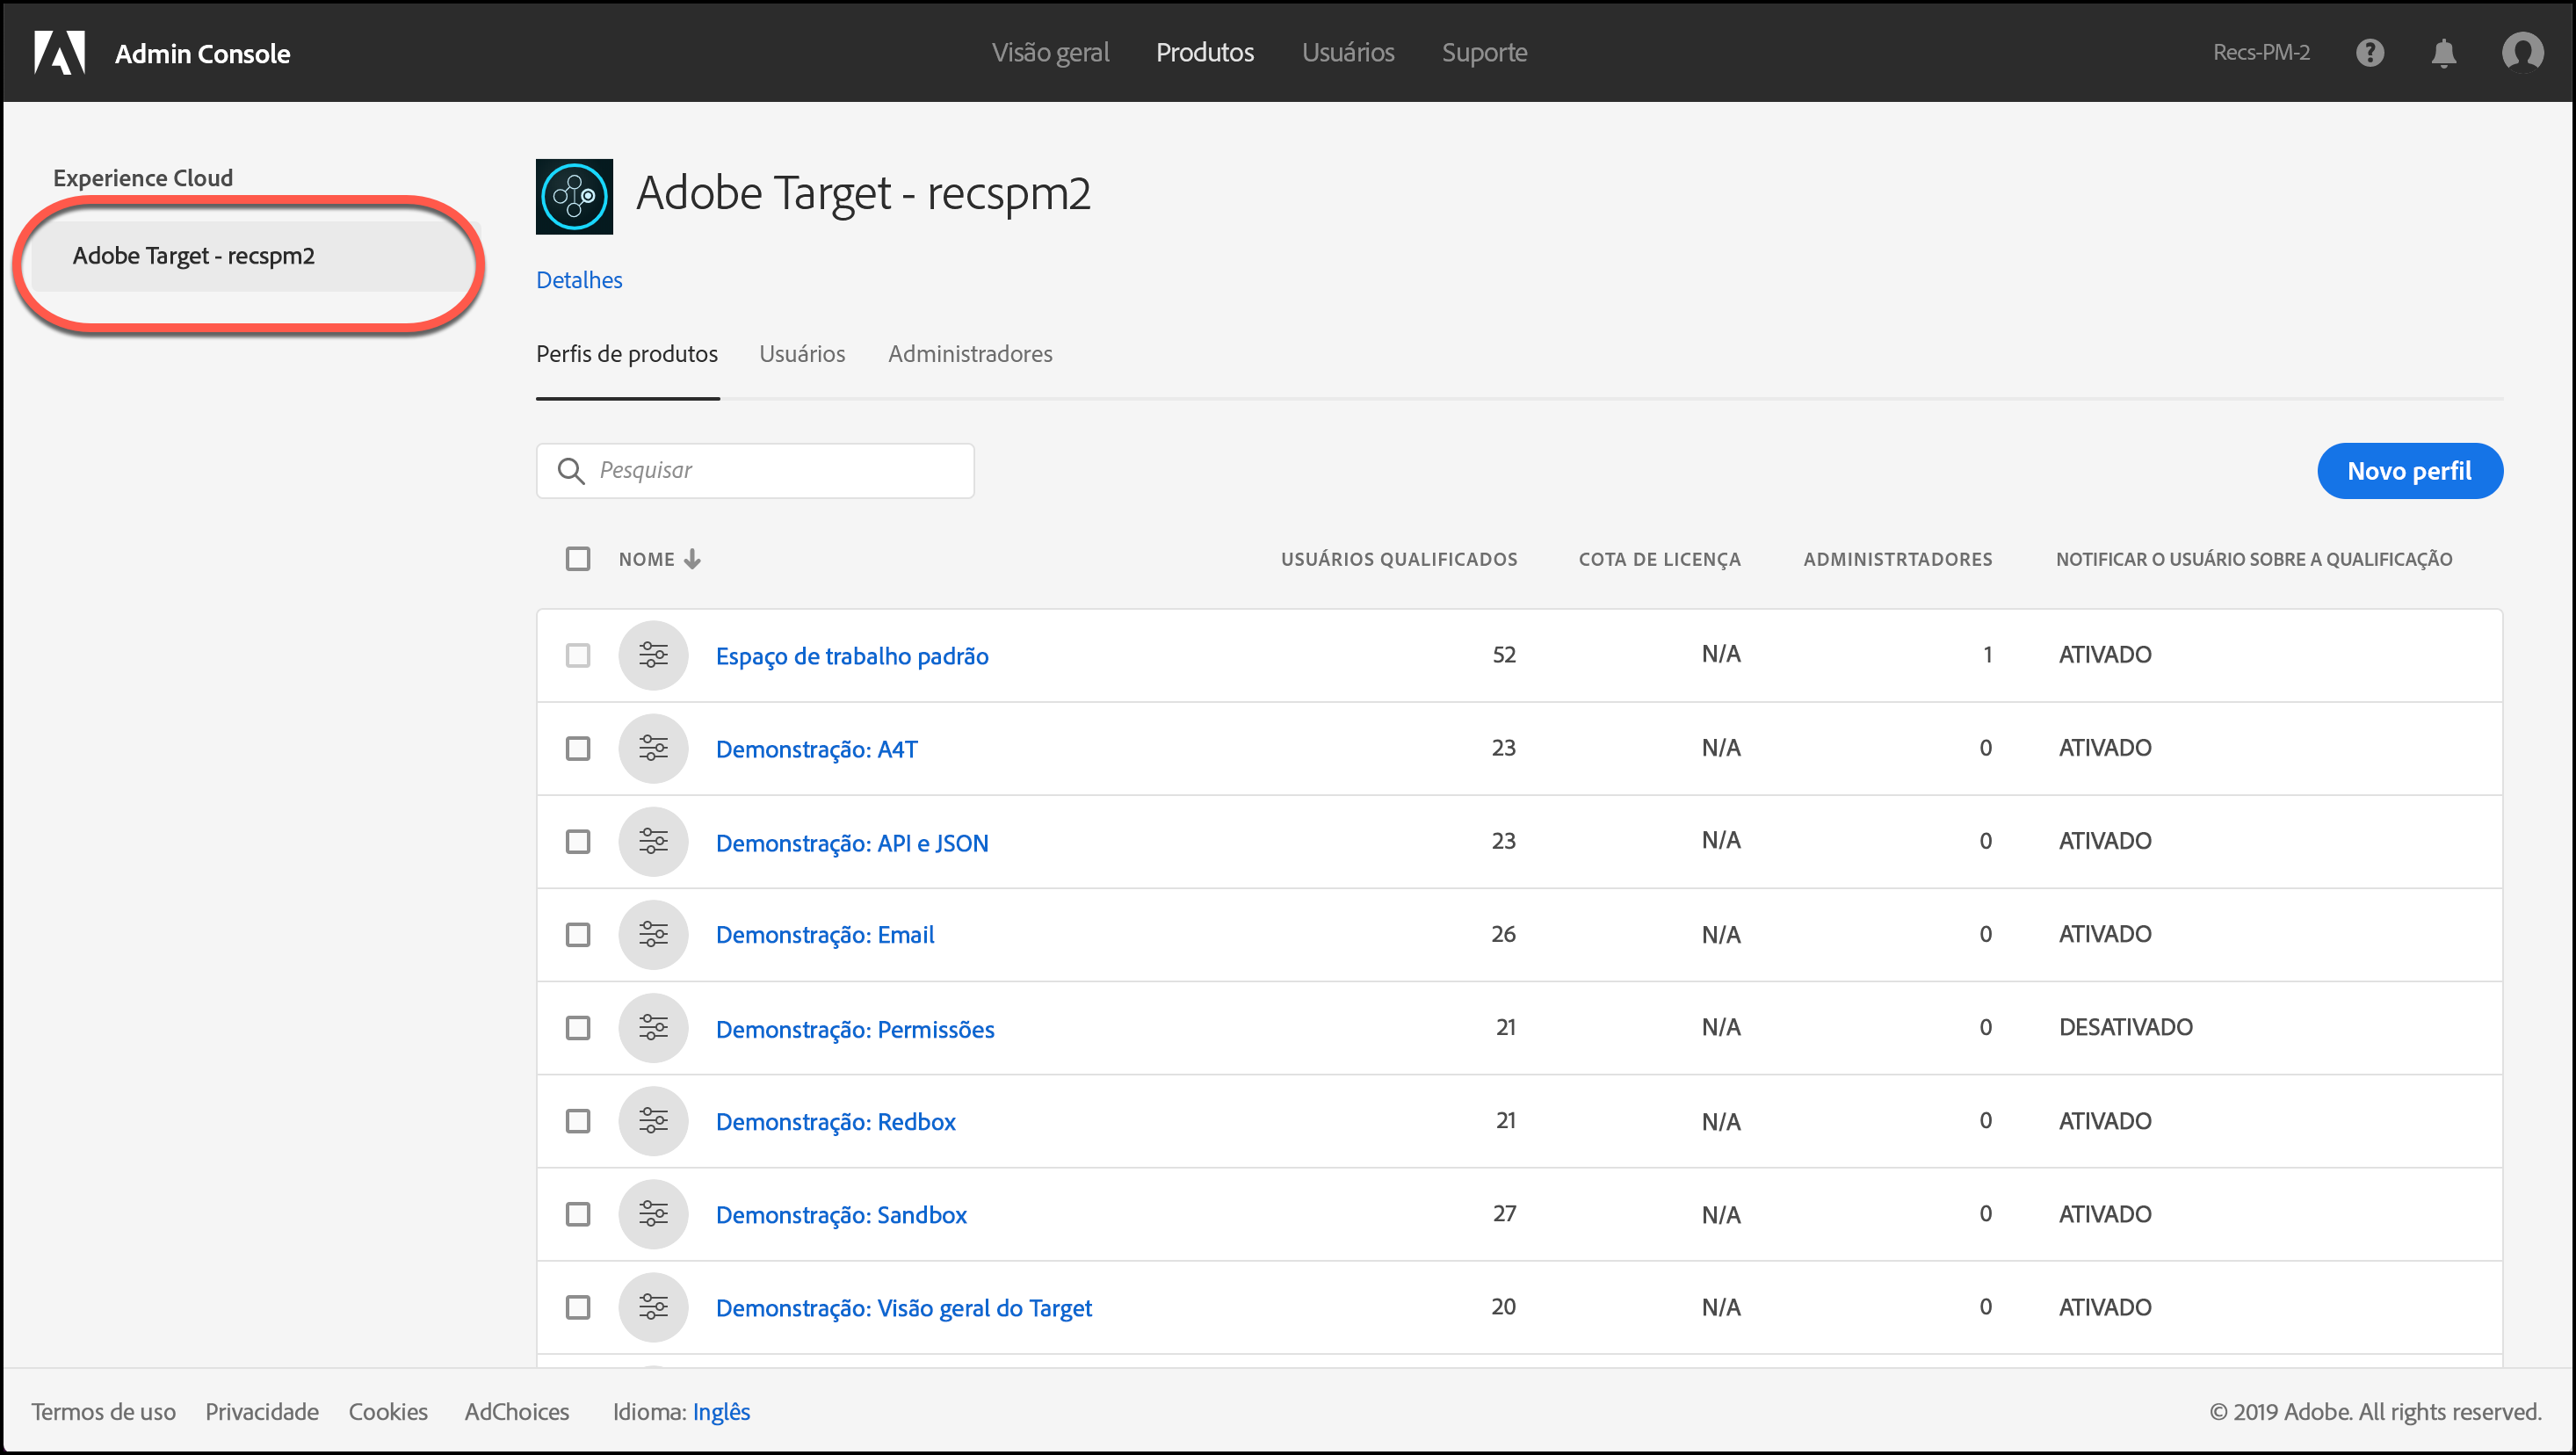 Admin Console
Visão geral Produtos Usuários Suporte
Recs-PM-2
Experience Cloud
Adobe Target - recspm2
Adobe Target - recspm2
Detalhes
Perfis de produtos Usuários Administradores
Pesquisar
Novo perfil
NOME USUÁRIOS QUALIFICADOS COTA DE LICENÇA ADMINISTRTADORES NOTIFICAR O USUÁRIO SOBRE A QUALIFICAÇÃO
Espaço de trabalho padrão 52 N/A 1 ATIVADO
Demonstração: A4T 23 N/A 0 ATIVADO
Demonstração: API e JSON 23 N/A 0 ATIVADO
Demonstração: Email 26 N/A 0 ATIVADO
Demonstração: Permissões 21 N/A 0 DESATIVADO
Demonstração: Redbox 21 N/A 0 ATIVADO
Demonstração: Sandbox 27 N/A 0 ATIVADO
Demonstração: Visão geral do Target 20 N/A 0 ATIVADO
Termos de uso Privacidade Cookies AdChoices Idioma: Inglês
© 2019 Adobe. All rights reserved.